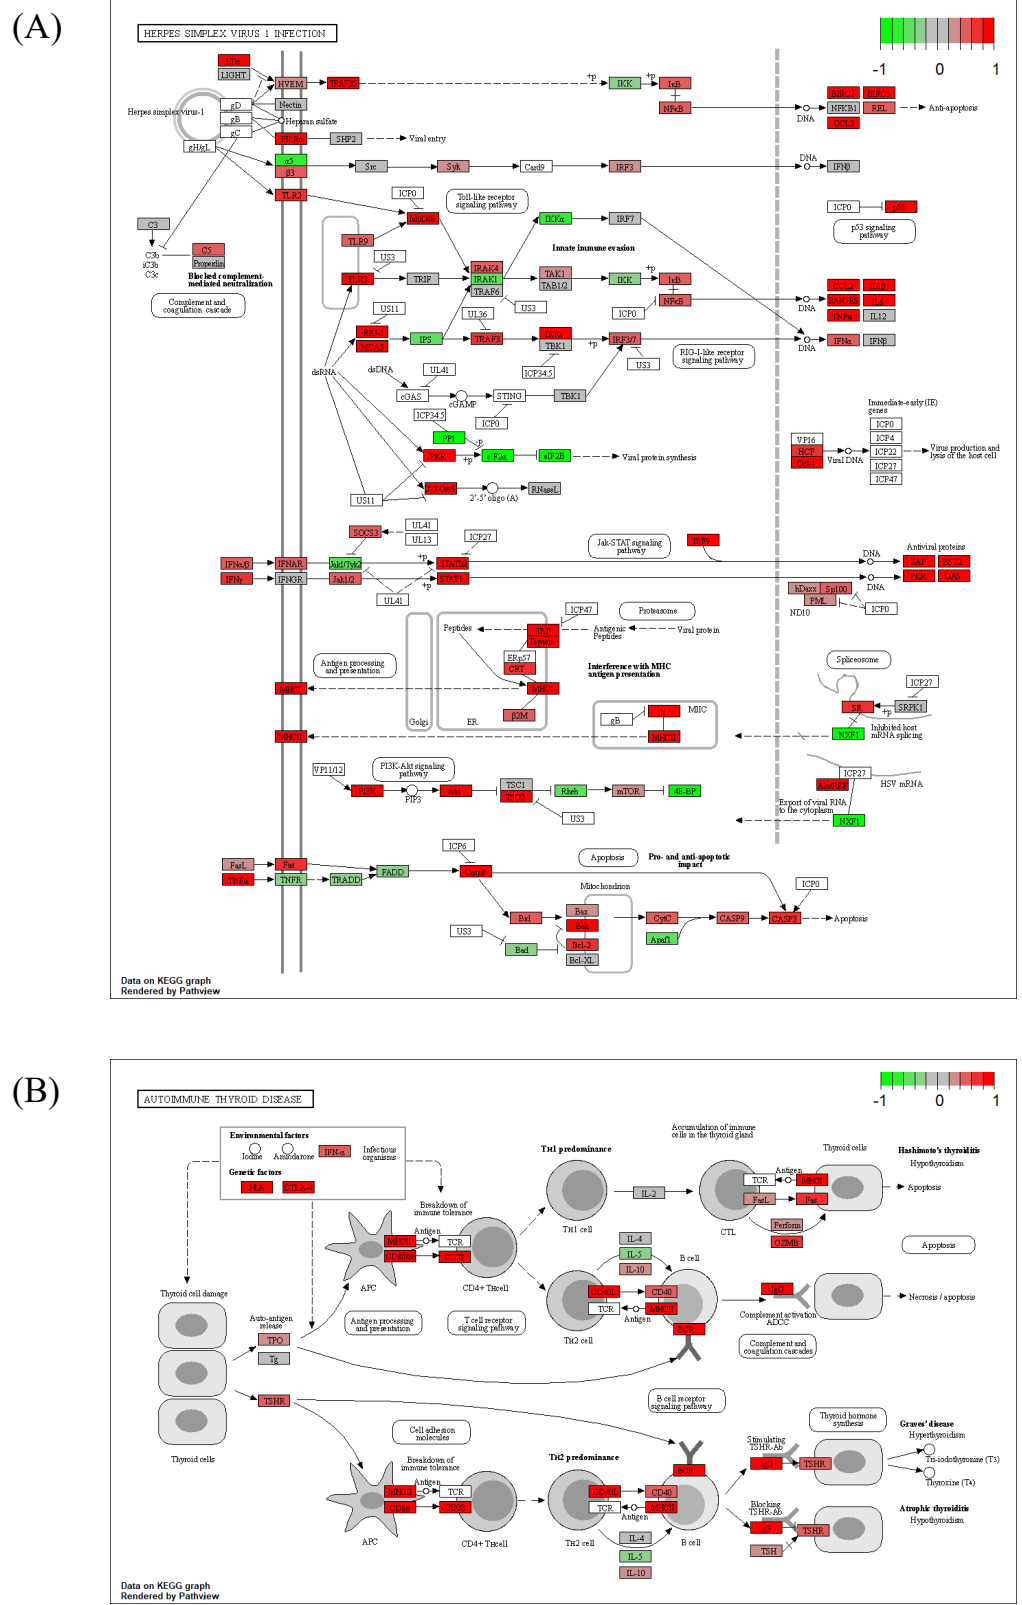 (A)
HERPES SIMPLEX VIRUS 1 INFECTION
-1 0 1
LTα
LIGHT
HVEM
TRAF2/5
+p
IKK
+p
IκB
NFκB
DNA
BIRC2 BIRC3
NFKB1 REL
CCL2
Anti-apoptosis
Herpes simplex virus-1
gD
gB
gC
gH/gL
Nectin
Heparan sulfate
PILRα
SHP2
Viral entry
α5
β3
Src
Syk
Card9
IRF3
DNA
IFNβ
TLR2
ICP0
MyD88
Toll-like receptor
signaling pathway
IKKα
IRF7
ICP0
p53
p53 signaling
pathway
C3
C3b
iC3b
C3c
C5
Properdin
Blocked complement-
mediated neutralization
Complement and
coagulation cascade
TLR9
US3
TLR3
TRIF
IRAK4
IRAK1
TRAF6
US3
Innate immune evasion
TAK1
TAB1/2
IKK
+p
IκB
NFκB
ICP0
DNA
CCL2 IL1β
RANTES IL6
TNFα IL12
IFNα IFNβ
DNA
US11
RIG-I
MDA5
IPS
UL36
TRAF3
IKKε
TBK1
+p
ICP34.5
IRF3/7
US3
RIG-I-like receptor
signaling pathway
dsRNA
dsDNA
UL41
cGAS
cGAMP
STING
ICP0
TBK1
ICP34.5
PP1
-p
PKR
+p
eIF2α
eIF2B
Viral protein synthesis
US11
2'-5' OAS
2'-5' oligo (A)
RNaseL
Immediate-early (IE)
genes
VP16
HCF
Oct-1
Viral DNA
ICP0
ICP4
ICP22
ICP27
ICP47
Virus production and
lysis of the host cell
SOCS3
UL41
UL13
ICP27
IFNα/β
IFNAR
Jak1/Tyk2
+p
STAT1/2
IFNγ
IFNGR
Jak1/2
+p
STAT1
UL41
Jak-STAT signaling
pathway
IRF9
DNA
DNA
Antiviral proteins
ZAP BST2
PKR OAS
hDaxx Sp100
PML
ND10
ICP0
ICP47
Proteasome
Peptides
TAP
Tapasin
Antigenic
Peptides
Viral protein
ERp57
CRT
MHCI
β2M
Golgi
ER
Antigen processing
and presentation
MHCI
Interference with MHC
antigen presentation
gB
Ii
MIIC
MHCII
MHCII
Spliceosome
ICP27
SR
+p
SRPK1
NXF1
Inhibited host
mRNA splicing
ICP27
Aly/REF
HSV mRNA
Export of viral RNA
to the cytoplasm
NXF1
VP11/12
PI3K-Akt signaling
pathway
PI3K
PIP3
Akt
TSC1
TSC2
US3
Rheb
mTOR
4E-BP
FasL
Fas
TNFα
TNFR
TRADD
FADD
ICP6
Casp8
Apoptosis
Pro- and anti-apoptotic
impact
Mitochondrion
Bid
US3
Bad
Bax
Bak
Bcl-2
Bcl-XL
CytC
Apaf1
CASP9
CASP3
ICP0
Apoptosis
Data on KEGG graph
Rendered by Pathview
(B)
AUTOIMMUNE THYROID DISEASE
-1 0 1
Environmental factors
Iodine
Amiodarone
IFN-α
Infectious
organisms
Genetic factors
HLA
CTLA-4
Breakdown of
immune tolerance
APC
MHCII
Antigen
TCR
CD80/86
CD28
CD4+ TH cell
TH1 predominance
TH1 cell
IL-2
Accumulation of immune
cells in the thyroid gland
CTL
TCR
Antigen
MHCI
FasL
Fas
Perforin
GZMB
Thyroid cells
Hashimoto's thyroiditis
Hypothyroidism
Apoptosis
Apoptosis
IL-4
IL-5
IL-10
B cell
TH2 cell
CD40L
CD40
TCR
Antigen
MHCII
BCR
IgG
Complement activation
ADCC
Necrosis / apoptosis
Complement and
coagulation cascades
Thyroid cell damage
Thyroid cells
Auto-antigen
release
TPO
Tg
TSHR
Antigen processing
and presentation
T cell receptor
signaling pathway
B cell receptor
signaling pathway
Cell adhesion
molecules
Breakdown of
immune tolerance
APC
MHCII
Antigen
TCR
CD86
CD28
CD4+ TH cell
TH2 predominance
TH2 cell
CD40L
CD40
TCR
Antigen
MHCII
BCR
B cell
IL-4
IL-5
IL-10
Stimulating
TSHR-Ab
IgG
TSHR
Thyroid hormone
synthesis
Graves' disease
Hyperthyroidism
Tri-iodothyronine (T3)
Thyroxine (T4)
Blocking
TSHR-Ab
IgG
TSHR
TSH
Atrophic thyroiditis
Hypothyroidism
Data on KEGG graph
Rendered by Pathview